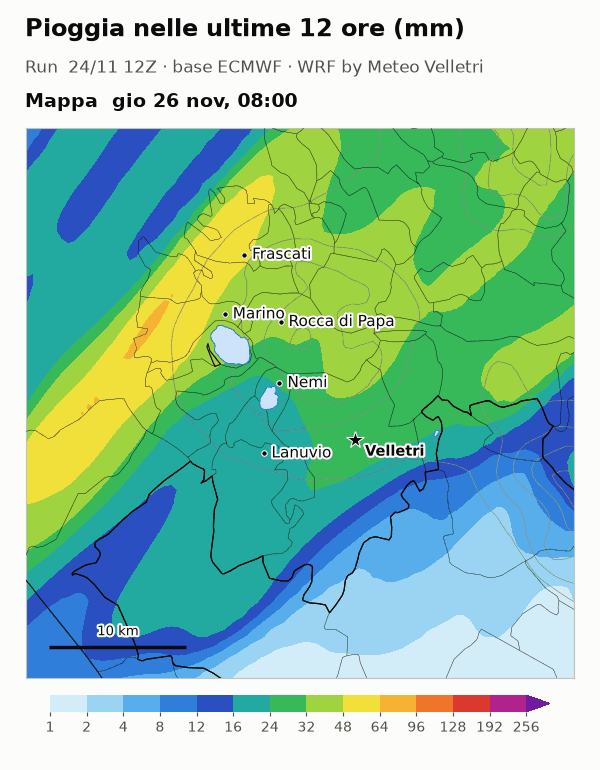 Pioggia nelle ultime 12 ore (mm)
Run  24/11 12Z · base ECMWF · WRF by Meteo Velletri
Mappa  gio 26 nov, 08:00
Frascati
Marino
Rocca di Papa
Nemi
Velletri
Lanuvio
10 km
1 2 4 8 12 16 24 32 48 64 96 128 192 256